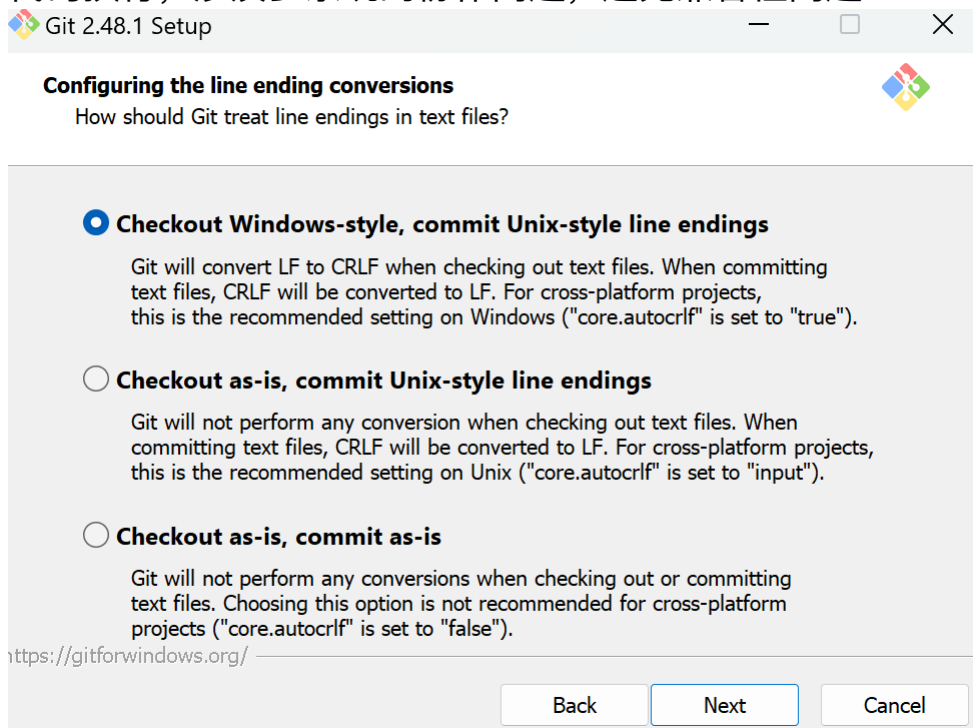 Git 2.48.1 Setup
Configuring the line ending conversions
How should Git treat line endings in text files?
Checkout Windows-style, commit Unix-style line endings
Git will convert LF to CRLF when checking out text files. When committing
text files, CRLF will be converted to LF. For cross-platform projects,
this is the recommended setting on Windows ("core.autocrlf" is set to "true").
Checkout as-is, commit Unix-style line endings
Git will not perform any conversion when checking out text files. When
committing text files, CRLF will be converted to LF. For cross-platform projects,
this is the recommended setting on Unix ("core.autocrlf" is set to "input").
Checkout as-is, commit as-is
Git will not perform any conversions when checking out or committing
text files. Choosing this option is not recommended for cross-platform
projects ("core.autocrlf" is set to "false").
https://gitforwindows.org/
Back
Next
Cancel